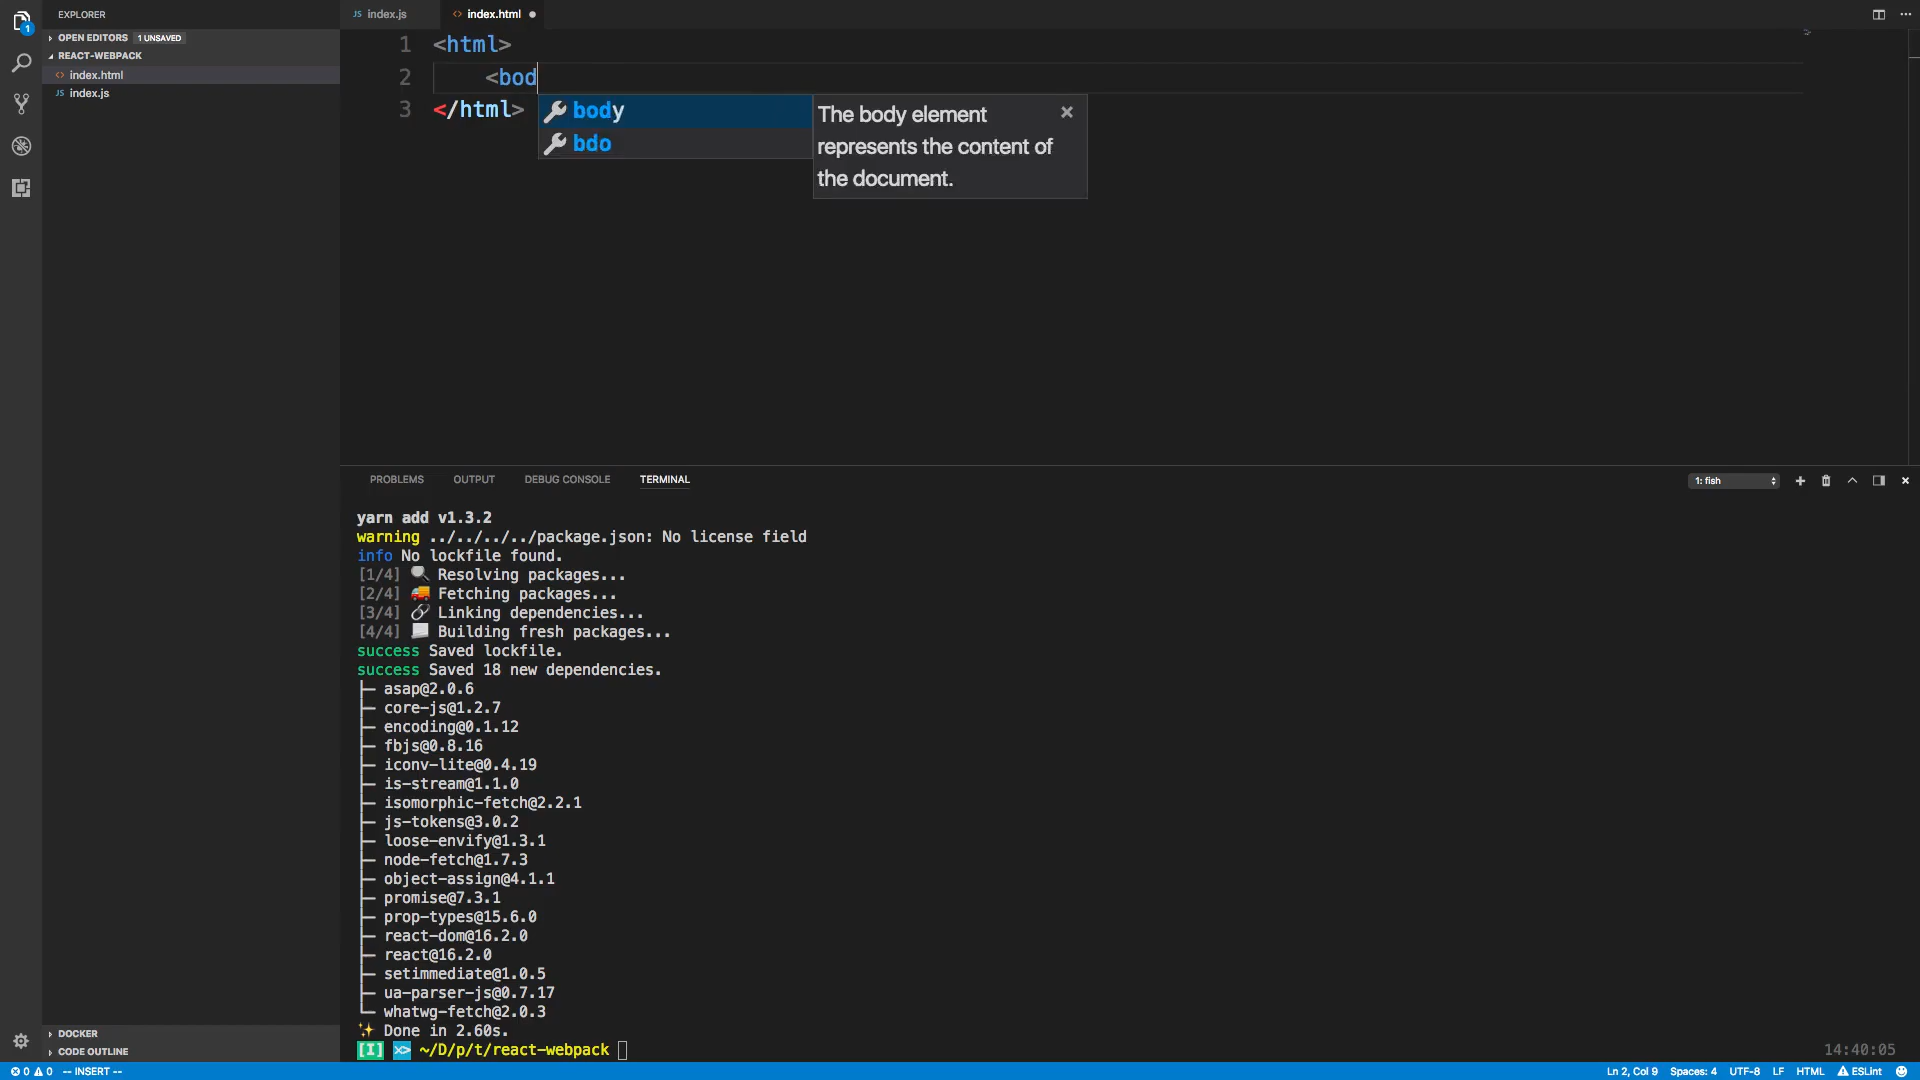 EXPLORER
OPEN EDITORS 1 UNSAVED
REACT-WEBPACK
<> index.html
JS index.js
DOCKER
CODE OUTLINE
1
JS index.js
<> index.html
1 <html>
2 <bod
3 </html>
body
bdo
The body element
represents the content of
the document.
PROBLEMS OUTPUT DEBUG CONSOLE TERMINAL
1: fish
yarn add v1.3.2
warning ../../../../package.json: No license field
info No lockfile found.
[1/4] 🔍 Resolving packages...
[2/4] 🚚 Fetching packages...
[3/4] 🔗 Linking dependencies...
[4/4] 📃 Building fresh packages...
success Saved lockfile.
success Saved 18 new dependencies.
├─ asap@2.0.6
├─ core-js@1.2.7
├─ encoding@0.1.12
├─ fbjs@0.8.16
├─ iconv-lite@0.4.19
├─ is-stream@1.1.0
├─ isomorphic-fetch@2.2.1
├─ js-tokens@3.0.2
├─ loose-envify@1.3.1
├─ node-fetch@1.7.3
├─ object-assign@4.1.1
├─ promise@7.3.1
├─ prop-types@15.6.0
├─ react-dom@16.2.0
├─ react@16.2.0
├─ setimmediate@1.0.5
├─ ua-parser-js@0.7.17
└─ whatwg-fetch@2.0.3
✨ Done in 2.60s.
[I] >< ~/D/p/t/react-webpack
14:40:05
0 0 -- INSERT --
Ln 2, Col 9 Spaces: 4 UTF-8 LF HTML ESLint